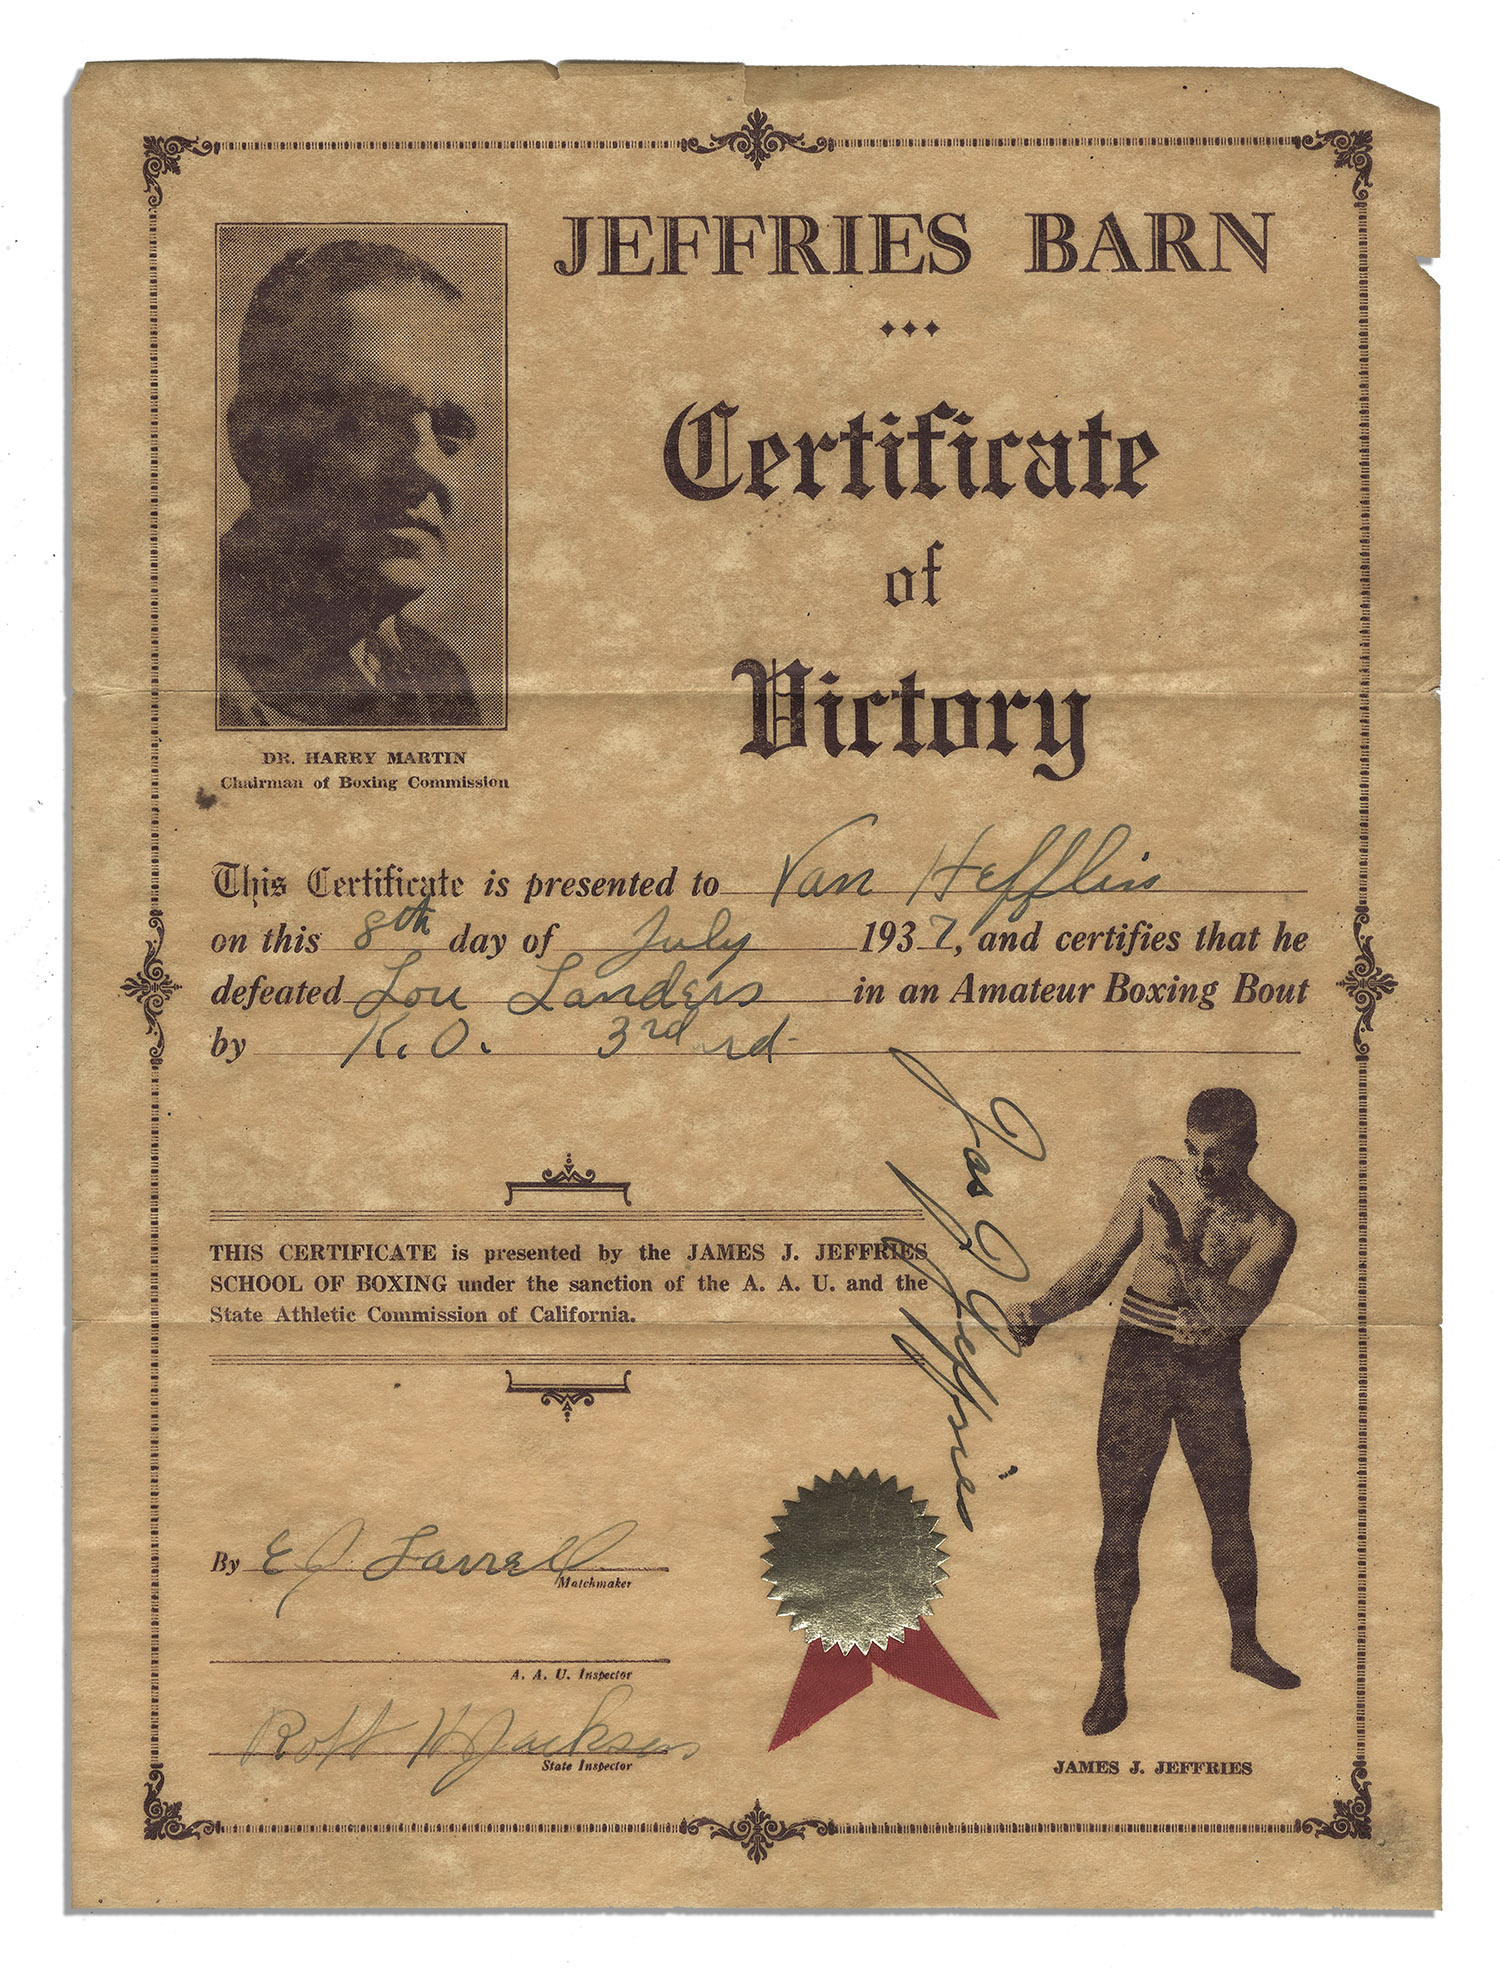 JEFFRIES BARN
Certificate
of
Victory
DR. HARRY MARTIN
Chairman of Boxing Commission
This Certificate is presented to Van Hefflin
on this 8th day of July 1937, and certifies that he
defeated Lou Landers in an Amateur Boxing Bout
by K.O. 3rd rd.
Jas J Jeffries
THIS CERTIFICATE is presented by the JAMES J. JEFFRIES
SCHOOL OF BOXING under the sanction of the A. A. U. and the
State Athletic Commission of California.
By E J Farrell
Matchmaker
A. A. U. Inspector
Robt H Jackson
State Inspector
JAMES J. JEFFRIES